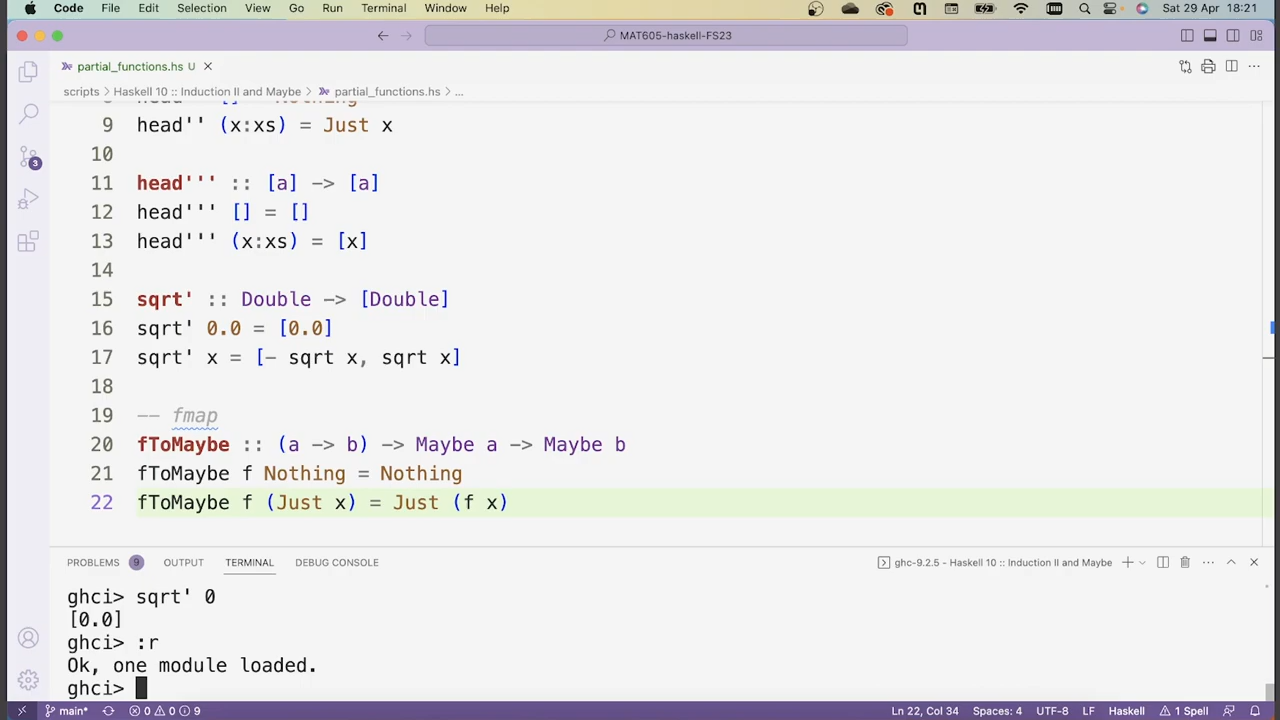 Code File Edit Selection View Go Run Terminal Window Help Sat 29 Apr 18:21
MAT605-haskell-FS23
partial_functions.hs U
scripts > Haskell 10 :: Induction II and Maybe > partial_functions.hs > ...
9 head'' (x:xs) = Just x
10
11 head''' :: [a] -> [a]
12 head''' [] = []
13 head''' (x:xs) = [x]
14
15 sqrt' :: Double -> [Double]
16 sqrt' 0.0 = [0.0]
17 sqrt' x = [- sqrt x, sqrt x]
18
19 -- fmap
20 fToMaybe :: (a -> b) -> Maybe a -> Maybe b
21 fToMaybe f Nothing = Nothing
22 fToMaybe f (Just x) = Just (f x)
PROBLEMS 9 OUTPUT TERMINAL DEBUG CONSOLE ghc-9.2.5 - Haskell 10 :: Induction II and Maybe
ghci> sqrt' 0
[0.0]
ghci> :r
Ok, one module loaded.
ghci>
3
main* 0 0 9 Ln 22, Col 34 Spaces: 4 UTF-8 LF Haskell 1 Spell